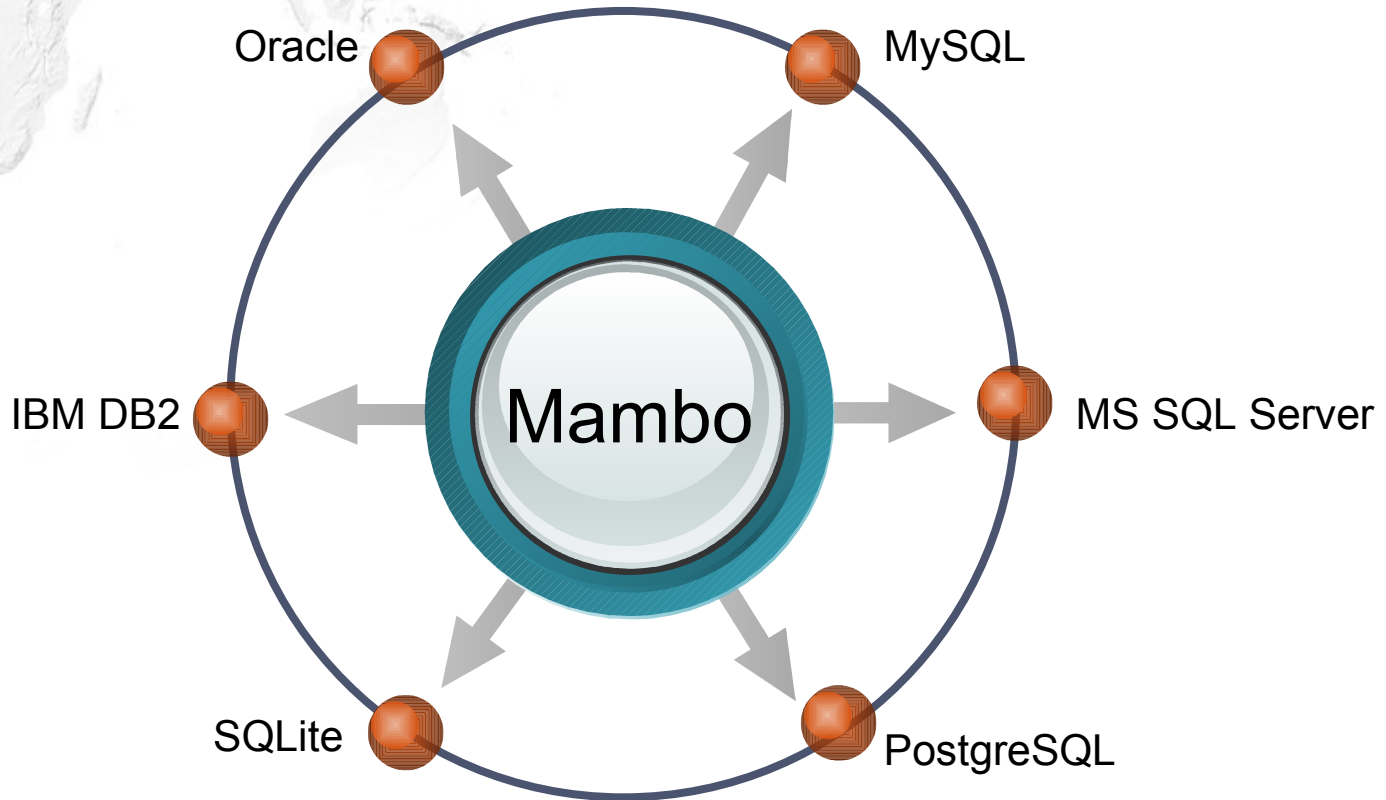 Oracle
MySQL
IBM DB2
Mambo
MS SQL Server
SQLite
PostgreSQL